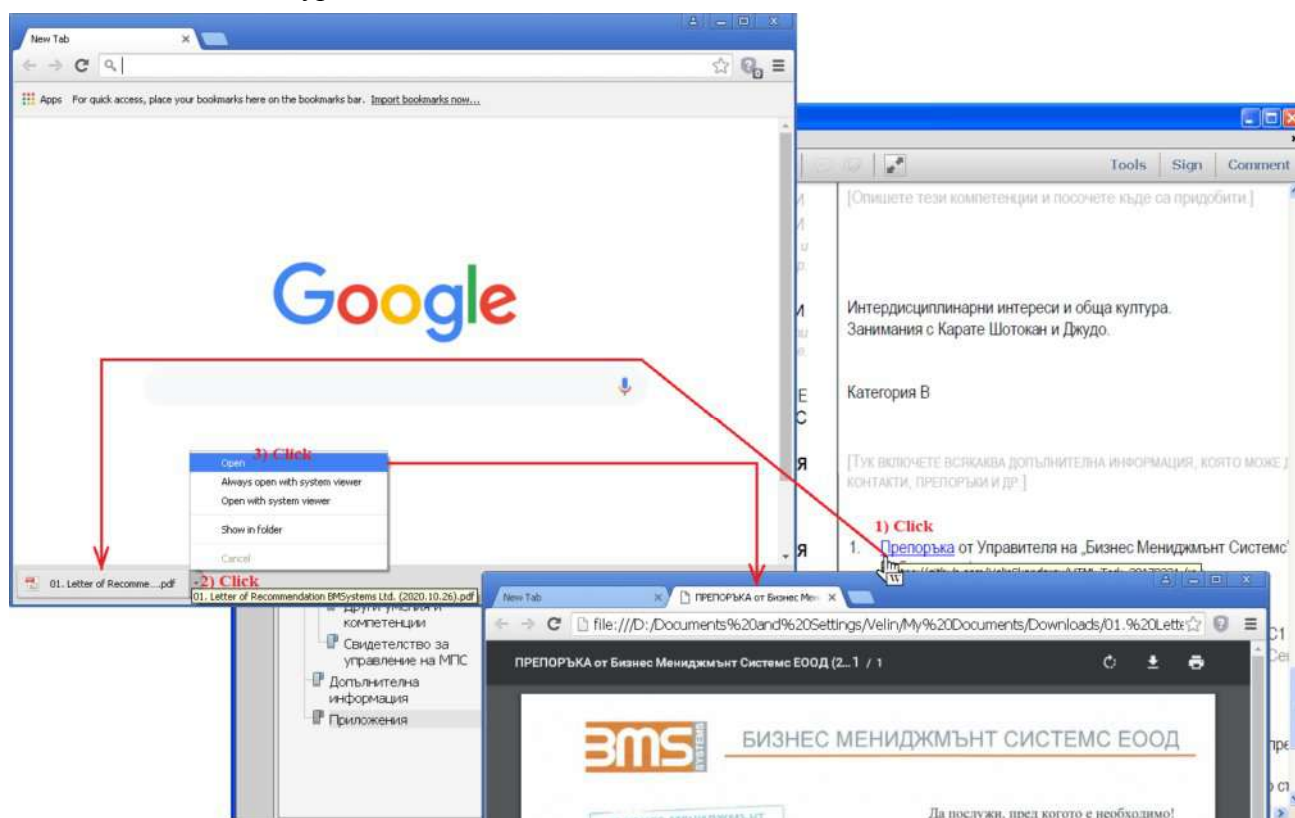 New Tab
Apps For quick access, place your bookmarks here on the bookmarks bar. Import bookmarks now...
Google
3) Click
Open
Always open with system viewer
Open with system viewer
Show in folder
Cancel
01. Letter of Recomme....pdf
2) Click
01. Letter of Recommendation BMSystems Ltd. (2020.10.26).pdf
Tools Sign Comment
[Опишете тези компетенции и посочете къде са придобити.]
Интердисциплинарни интереси и обща култура.
Занимания с Карате Шотокан и Джудо.
Категория В
[Тук включете всякаква допълнителна информация, която може
контакти, препоръки и др.]
1) Click
1. Препоръка от Управителя на „Бизнес Мениджмънт Системс"
W
Други умения и
компетенции
Свидетелство за
управление на МПС
Допълнителна
информация
Приложения
New Tab
ПРЕПОРЪКА от Бизнес Мен
file:///D:/Documents%20and%20Settings/Velin/My%20Documents/Downloads/01.%20Lette
ПРЕПОРЪКА от Бизнес Мениджмънт Системс ЕООД (2...1 / 1
BMS SYSTEMS
БИЗНЕС МЕНИДЖМЪНТ СИСТЕМС ЕООД
Да послужи, пред когото е необходимо!